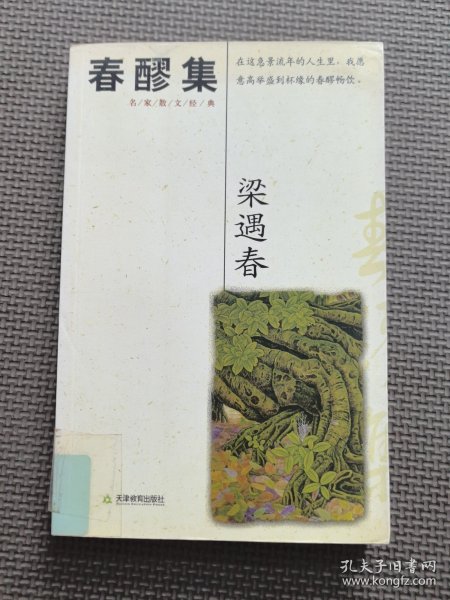 春醪集
名/家/散/文/经/典
在这急景流年的人生里,我愿
意高举盛到杯缘的春醪畅饮。
梁遇春
天津教育出版社
孔夫子旧书网
www.kongfz.com